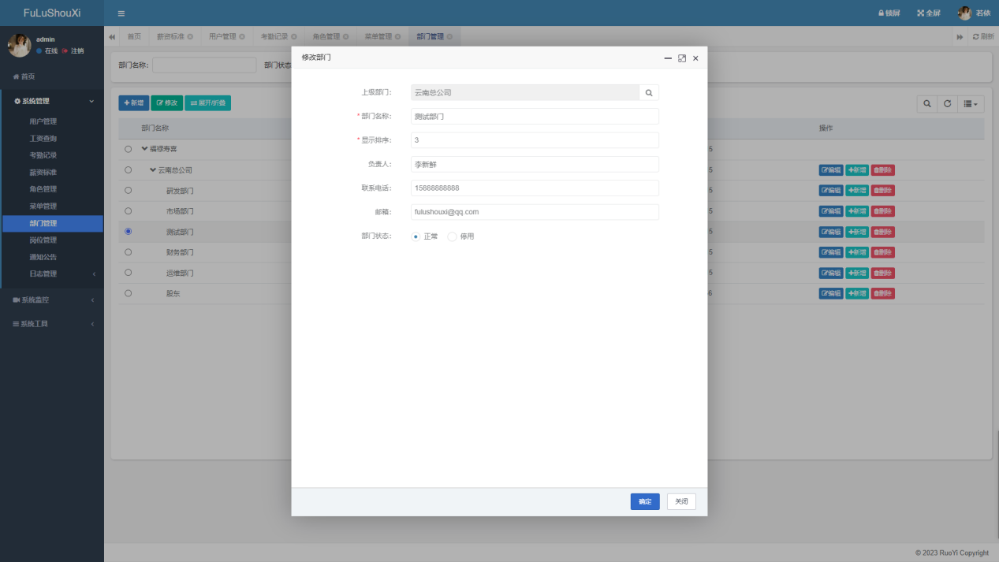 FuLuShouXi
锁屏 全屏 若依
admin
在线 注销
首页 薪资标准 用户管理 考勤记录 角色管理 菜单管理 部门管理 刷新
首页
系统管理
用户管理
工资查询
考勤记录
薪资标准
角色管理
菜单管理
部门管理
岗位管理
通知公告
日志管理
系统监控
系统工具
部门名称: 部门状态
新增 修改 展开/折叠
部门名称 操作
福禄寿喜 5
云南总公司 5 编辑 新增 删除
研发部门 5 编辑 新增 删除
市场部门 5 编辑 新增 删除
测试部门 5 编辑 新增 删除
财务部门 5 编辑 新增 删除
运维部门 5 编辑 新增 删除
股东 6 编辑 新增 删除
修改部门
上级部门: 云南总公司
*部门名称: 测试部门
*显示排序: 3
负责人: 李新鲜
联系电话: 15888888888
邮箱: fulushouxi@qq.com
部门状态: 正常 停用
确定 关闭
© 2023 RuoYi Copyright